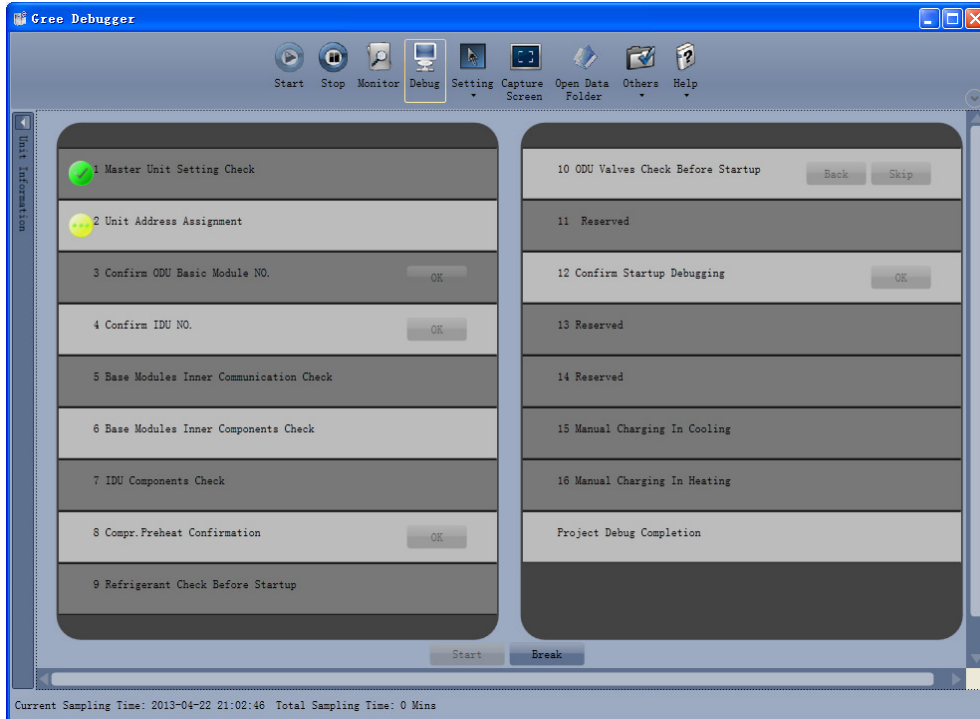 Gree Debugger
Start Stop Monitor Debug Setting Capture Screen Open Data Folder Others Help
Unit Information
1 Master Unit Setting Check
2 Unit Address Assignment
3 Confirm ODU Basic Module NO. OK
4 Confirm IDU NO. OK
5 Base Modules Inner Communication Check
6 Base Modules Inner Components Check
7 IDU Components Check
8 Compr.Preheat Confirmation OK
9 Refrigerant Check Before Startup
10 ODU Valves Check Before Startup Back Skip
11 Reserved
12 Confirm Startup Debugging OK
13 Reserved
14 Reserved
15 Manual Charging In Cooling
16 Manual Charging In Heating
Project Debug Completion
Start Break
Current Sampling Time: 2013-04-22 21:02:46 Total Sampling Time: 0 Mins